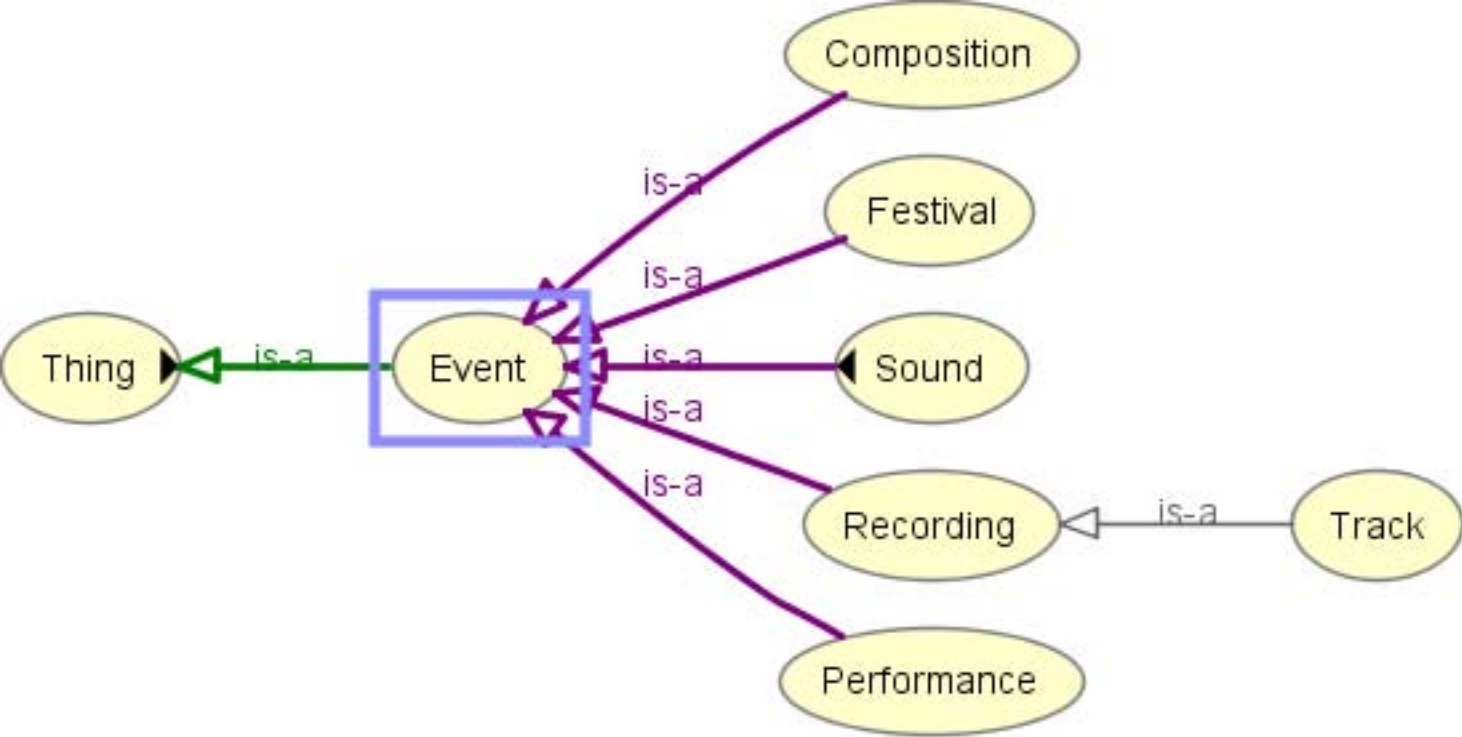 Composition
is-a
Festival
is-a
Thing
is-a
Event
is-a
Sound
is-a
Recording
is-a
Track
is-a
Performance